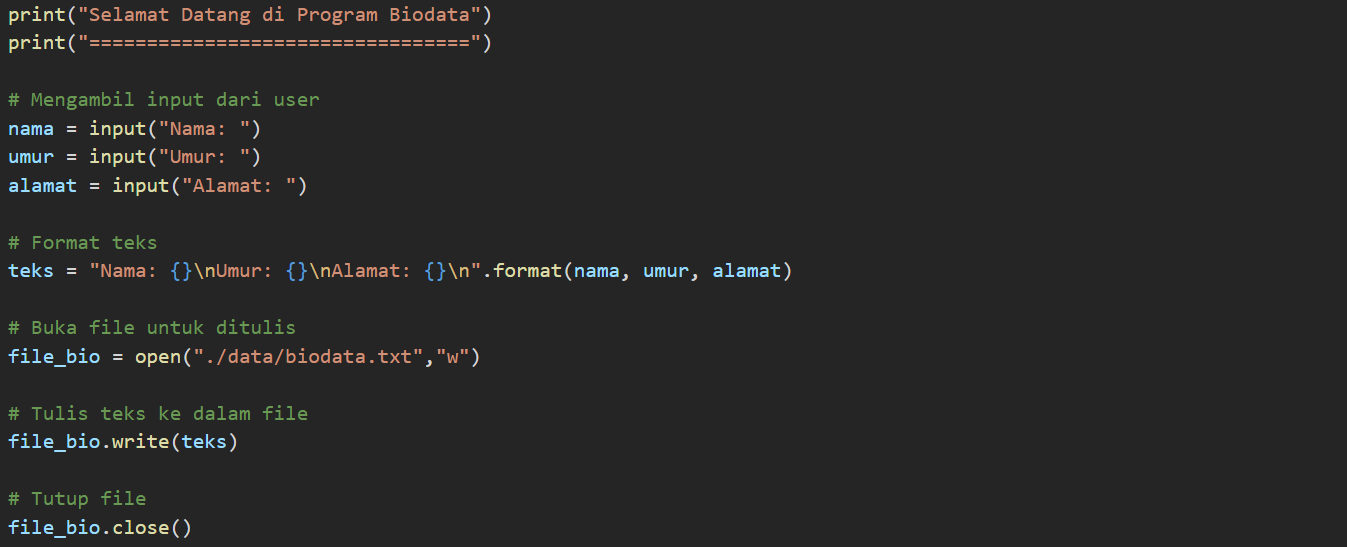 print("Selamat Datang di Program Biodata")
print("=================================")
# Mengambil input dari user
nama = input("Nama: ")
umur = input("Umur: ")
alamat = input("Alamat: ")
# Format teks
teks = "Nama: {}\nUmur: {}\nAlamat: {}\n".format(nama, umur, alamat)
# Buka file untuk ditulis
file_bio = open("./data/biodata.txt","w")
# Tulis teks ke dalam file
file_bio.write(teks)
# Tutup file
file_bio.close()